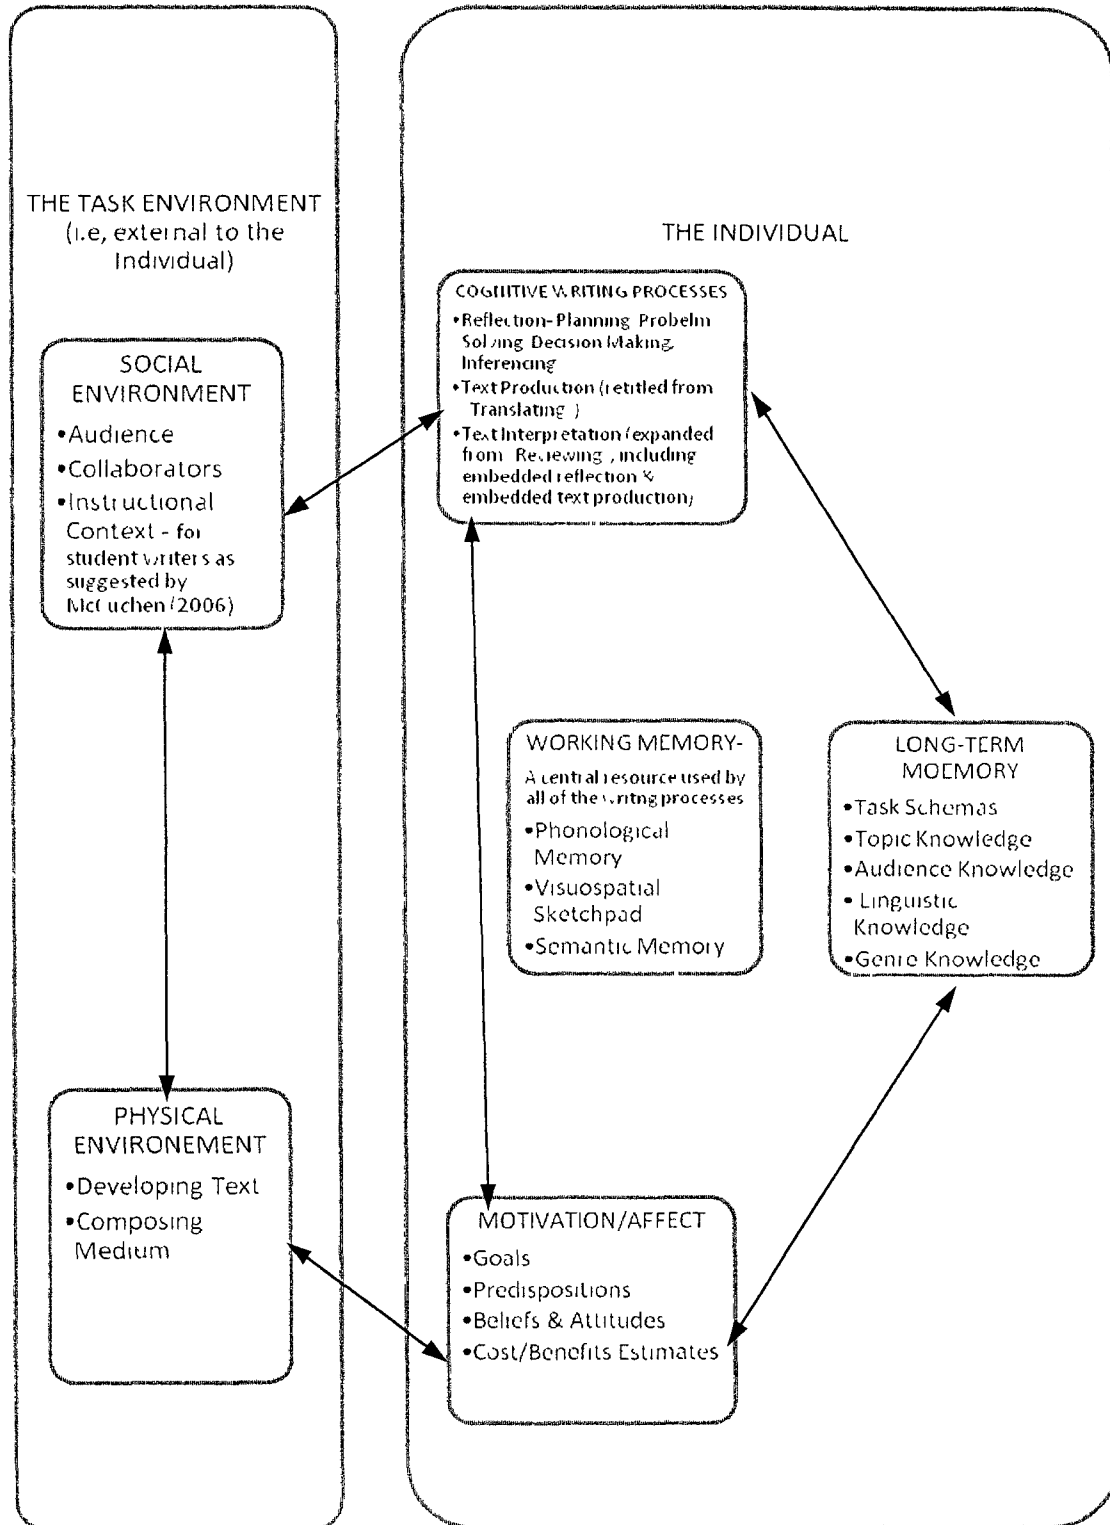 THE TASK ENVIRONMENT
(i.e, external to the
Individual)
SOCIAL
ENVIRONMENT
•Audience
•Collaborators
•Instructional
Context - for
student writers as
suggested by
McCuchen (2006)
PHYSICAL
ENVIRONEMENT
•Developing Text
•Composing
Medium
THE INDIVIDUAL
COGNITIVE WRITING PROCESSES
•Reflection-Planning Probelm
Solving Decision Making,
Inferencing
•Text Production (retitled from
Translating )
•Text Interpretation (expanded
from Reviewing , including
embedded reflection &
embedded text production)
WORKING MEMORY-
A central resource used by
all of the writng processes
•Phonological
Memory
•Visuospatial
Sketchpad
•Semantic Memory
LONG-TERM
MOEMORY
•Task Schemas
•Topic Knowledge
•Audience Knowledge
• Linguistic
Knowledge
•Genre Knowledge
MOTIVATION/AFFECT
•Goals
•Predispositions
•Beliefs & Attitudes
•Cost/Benefits Estimates